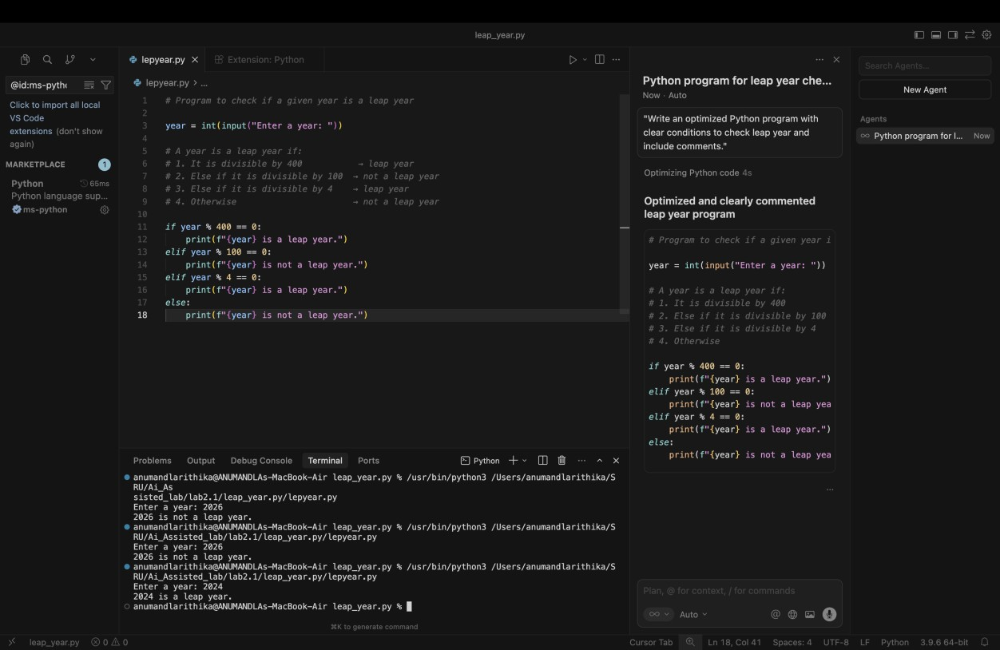 leap_year.py
@id:ms-pyth
Click to import all local
VS Code
extensions (don't show
again)
MARKETPLACE
1
Python
65ms
Python language sup...
ms-python
lepyear.py
Extension: Python
lepyear.py > ...
1 # Program to check if a given year is a leap year
2
3 year = int(input("Enter a year: "))
4
5 # A year is a leap year if:
6 # 1. It is divisible by 400 → leap year
7 # 2. Else if it is divisible by 100 → not a leap year
8 # 3. Else if it is divisible by 4 → leap year
9 # 4. Otherwise → not a leap year
10
11 if year % 400 == 0:
12 print(f"{year} is a leap year.")
13 elif year % 100 == 0:
14 print(f"{year} is not a leap year.")
15 elif year % 4 == 0:
16 print(f"{year} is a leap year.")
17 else:
18 print(f"{year} is not a leap year.")
Problems Output Debug Console Terminal Ports
Python
anumandlarithika@ANUMANDLAs-MacBook-Air leap_year.py % /usr/bin/python3 /Users/anumandlarithika/S
RU/Ai_As
sisted_lab/lab2.1/leap_year.py/lepyear.py
Enter a year: 2026
2026 is not a leap year.
anumandlarithika@ANUMANDLAs-MacBook-Air leap_year.py % /usr/bin/python3 /Users/anumandlarithika/S
RU/Ai_Assisted_lab/lab2.1/leap_year.py/lepyear.py
Enter a year: 2026
2026 is not a leap year.
anumandlarithika@ANUMANDLAs-MacBook-Air leap_year.py % /usr/bin/python3 /Users/anumandlarithika/S
RU/Ai_Assisted_lab/lab2.1/leap_year.py/lepyear.py
Enter a year: 2024
2024 is a leap year.
anumandlarithika@ANUMANDLAs-MacBook-Air leap_year.py %
⌘K to generate command
Python program for leap year che...
Now · Auto
"Write an optimized Python program with
clear conditions to check leap year and
include comments."
Optimizing Python code 4s
Optimized and clearly commented
leap year program
# Program to check if a given year i
year = int(input("Enter a year: "))
# A year is a leap year if:
# 1. It is divisible by 400
# 2. Else if it is divisible by 100
# 3. Else if it is divisible by 4
# 4. Otherwise
if year % 400 == 0:
print(f"{year} is a leap year.")
elif year % 100 == 0:
print(f"{year} is not a leap yea
elif year % 4 == 0:
print(f"{year} is a leap year.")
else:
print(f"{year} is not a leap yea
...
Plan, @ for context, / for commands
Auto
Search Agents...
New Agent
Agents
Python program for l... Now
leap_year.py 0 0
Cursor Tab Ln 18, Col 41 Spaces: 4 UTF-8 LF Python 3.9.6 64-bit